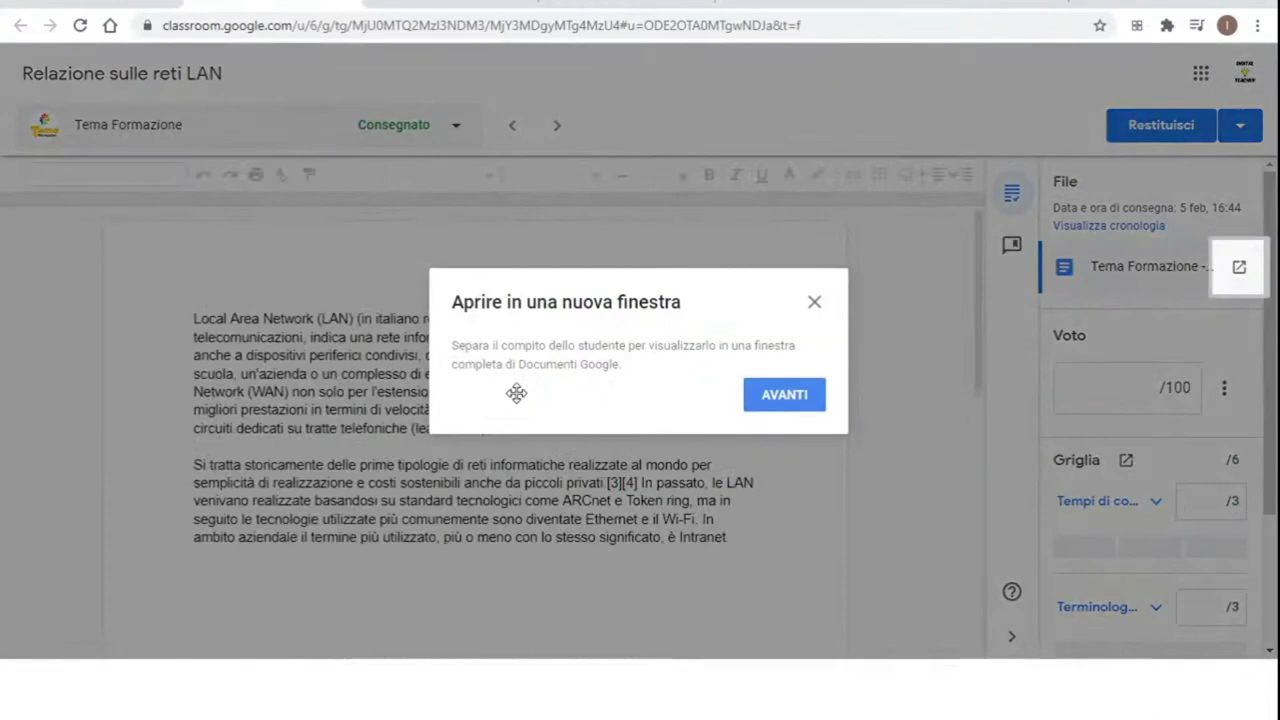 classroom.google.com/u/6/g/tg/MjU0MTQ2MzI3NDM3/MjY3MDgyMTg4MzU4#u=ODE2OTA0MTgwNDJa&t=f
I
Relazione sulle reti LAN
DIGITAL
TEACHER
Tema Formazione
Consegnato
Restituisci
B I U A
File
Data e ora di consegna: 5 feb, 16:44
Visualizza cronologia
Tema Formazione -...
Aprire in una nuova finestra
Separa il compito dello studente per visualizzarlo in una finestra
completa di Documenti Google.
AVANTI
Local Area Network (LAN) (in italiano
telecomunicazioni, indica una rete
anche a dispositivi periferici condivisi,
scuola, un'azienda o un complesso di
Network (WAN) non solo per l'estensio
migliori prestazioni in termini di velocità
circuiti dedicati su tratte telefoniche
Si tratta storicamente delle prime tipologie di reti informatiche realizzate al mondo per
semplicità di realizzazione e costi sostenibili anche da piccoli privati [3][4] In passato, le LAN
venivano realizzate basandosi su standard tecnologici come ARCnet e Token ring, ma in
seguito le tecnologie utilizzate più comunemente sono diventate Ethernet e il Wi-Fi. In
ambito aziendale il termine più utilizzato, più o meno con lo stesso significato, è Intranet
Voto
/100
Griglia
/6
Tempi di co...
/3
Terminolog...
/3